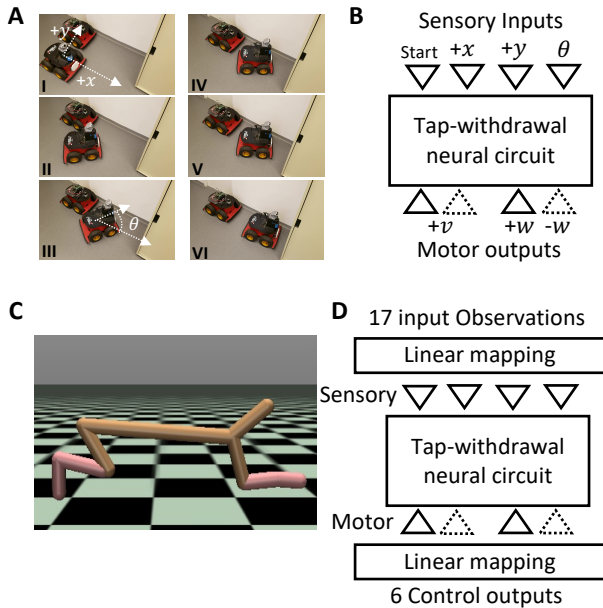 A
+y
+x
I
II
III
θ
IV
V
VI
B
Sensory Inputs
Start +x +y θ
Tap-withdrawal
neural circuit
+v +w -w
Motor outputs
C
D
17 input Observations
Linear mapping
Sensory
Tap-withdrawal
neural circuit
Motor
Linear mapping
6 Control outputs